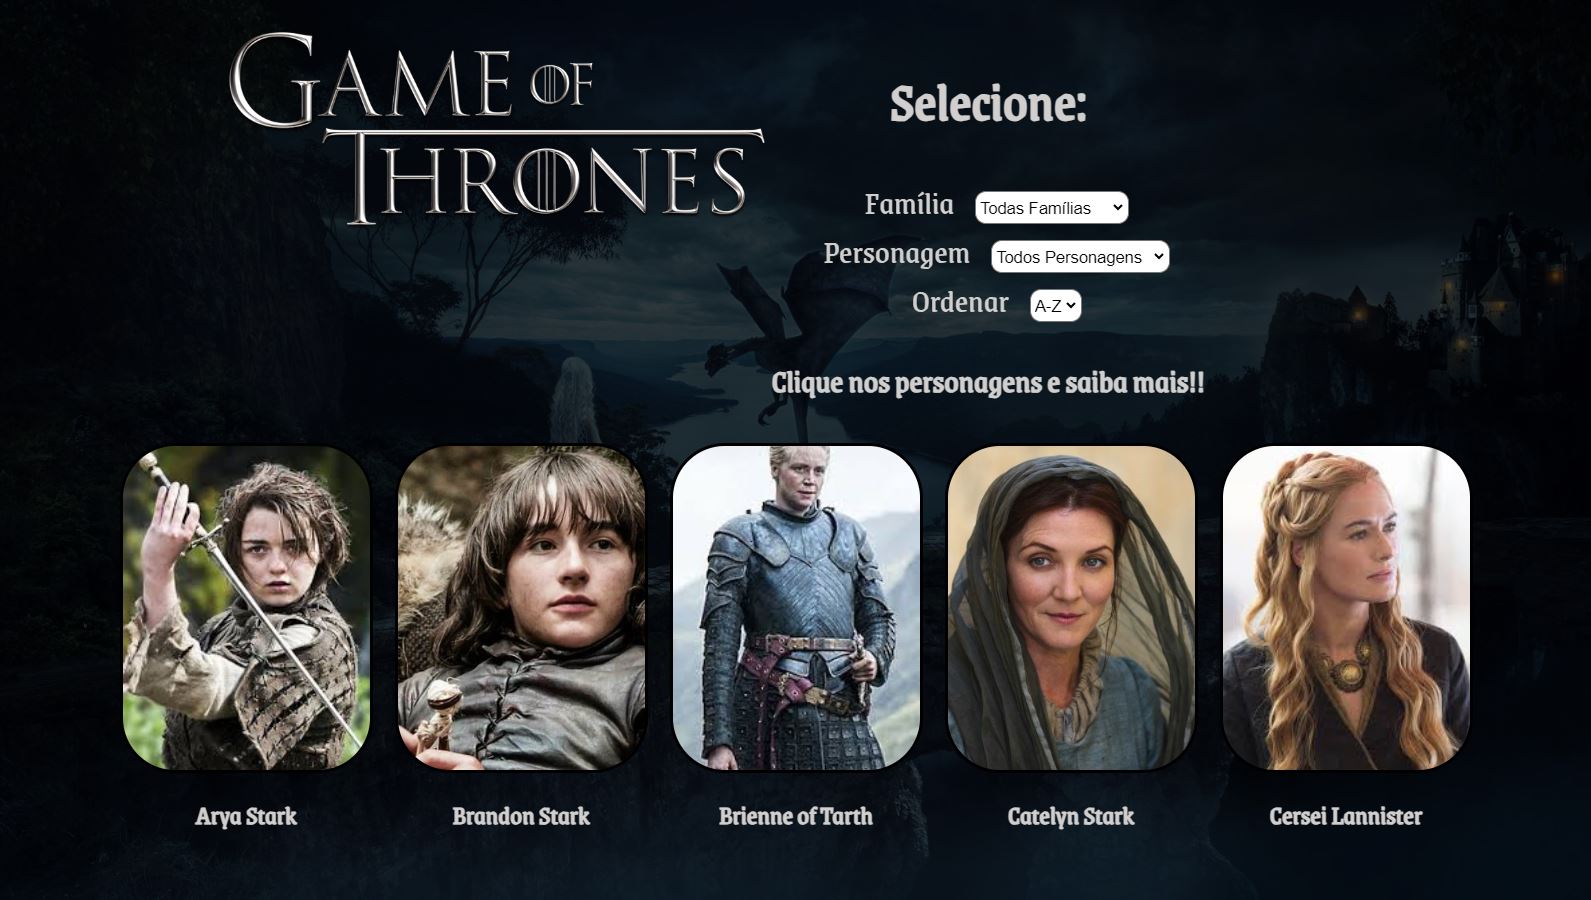 GAME OF
THRONES
Selecione:
Família Todas Famílias
Personagem Todos Personagens
Ordenar A-Z
Clique nos personagens e saiba mais!!
Arya Stark
Brandon Stark
Brienne of Tarth
Catelyn Stark
Cersei Lannister